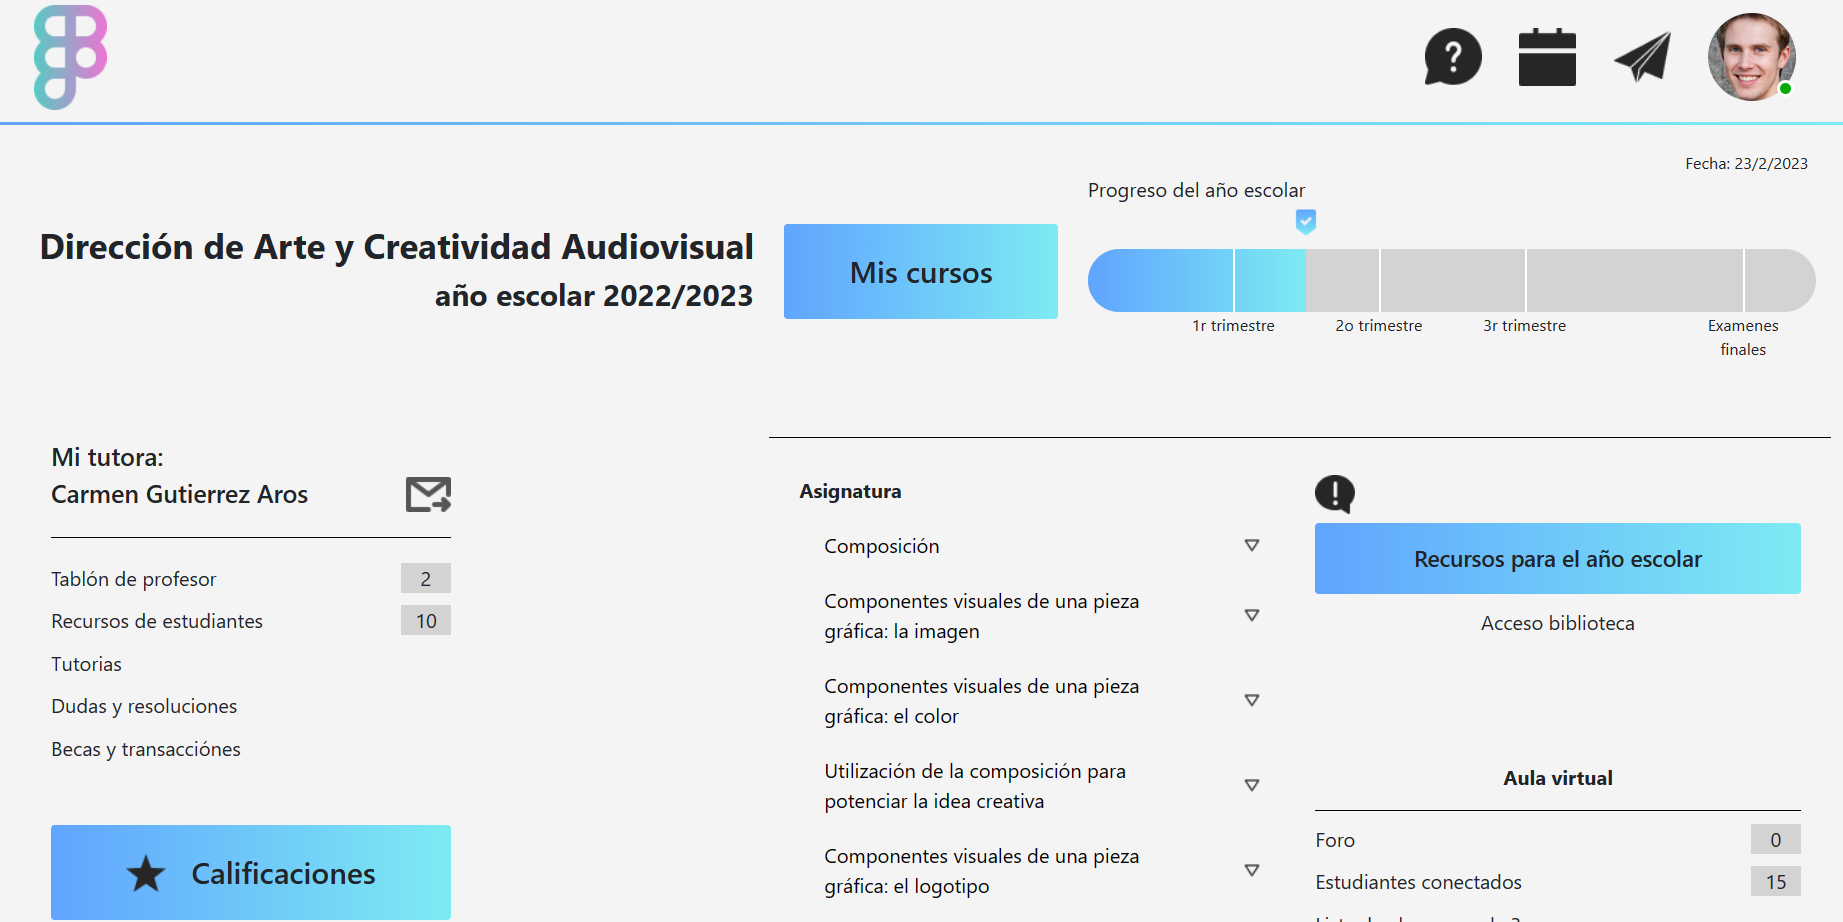 Fecha: 23/2/2023
Progreso del año escolar
Dirección de Arte y Creatividad Audiovisual
año escolar 2022/2023
Mis cursos
1r trimestre
2o trimestre
3r trimestre
Examenes
finales
Mi tutora:
Carmen Gutierrez Aros
Tablón de profesor 2
Recursos de estudiantes 10
Tutorias
Dudas y resoluciones
Becas y transacciónes
Calificaciones
Asignatura
Composición
Componentes visuales de una pieza
gráfica: la imagen
Componentes visuales de una pieza
gráfica: el color
Utilización de la composición para
potenciar la idea creativa
Componentes visuales de una pieza
gráfica: el logotipo
Recursos para el año escolar
Acceso biblioteca
Aula virtual
Foro 0
Estudiantes conectados 15